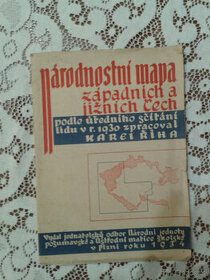 národnostní mapa
západních a
jižních Čech
podle úředního sčítání
lidu v r. 1930 zpracoval
KAREL ŘÍHA
Vydal jednatelský odbor Národní jednoty
pošumavské a Ústřední matice školské
v Plzni roku 1934